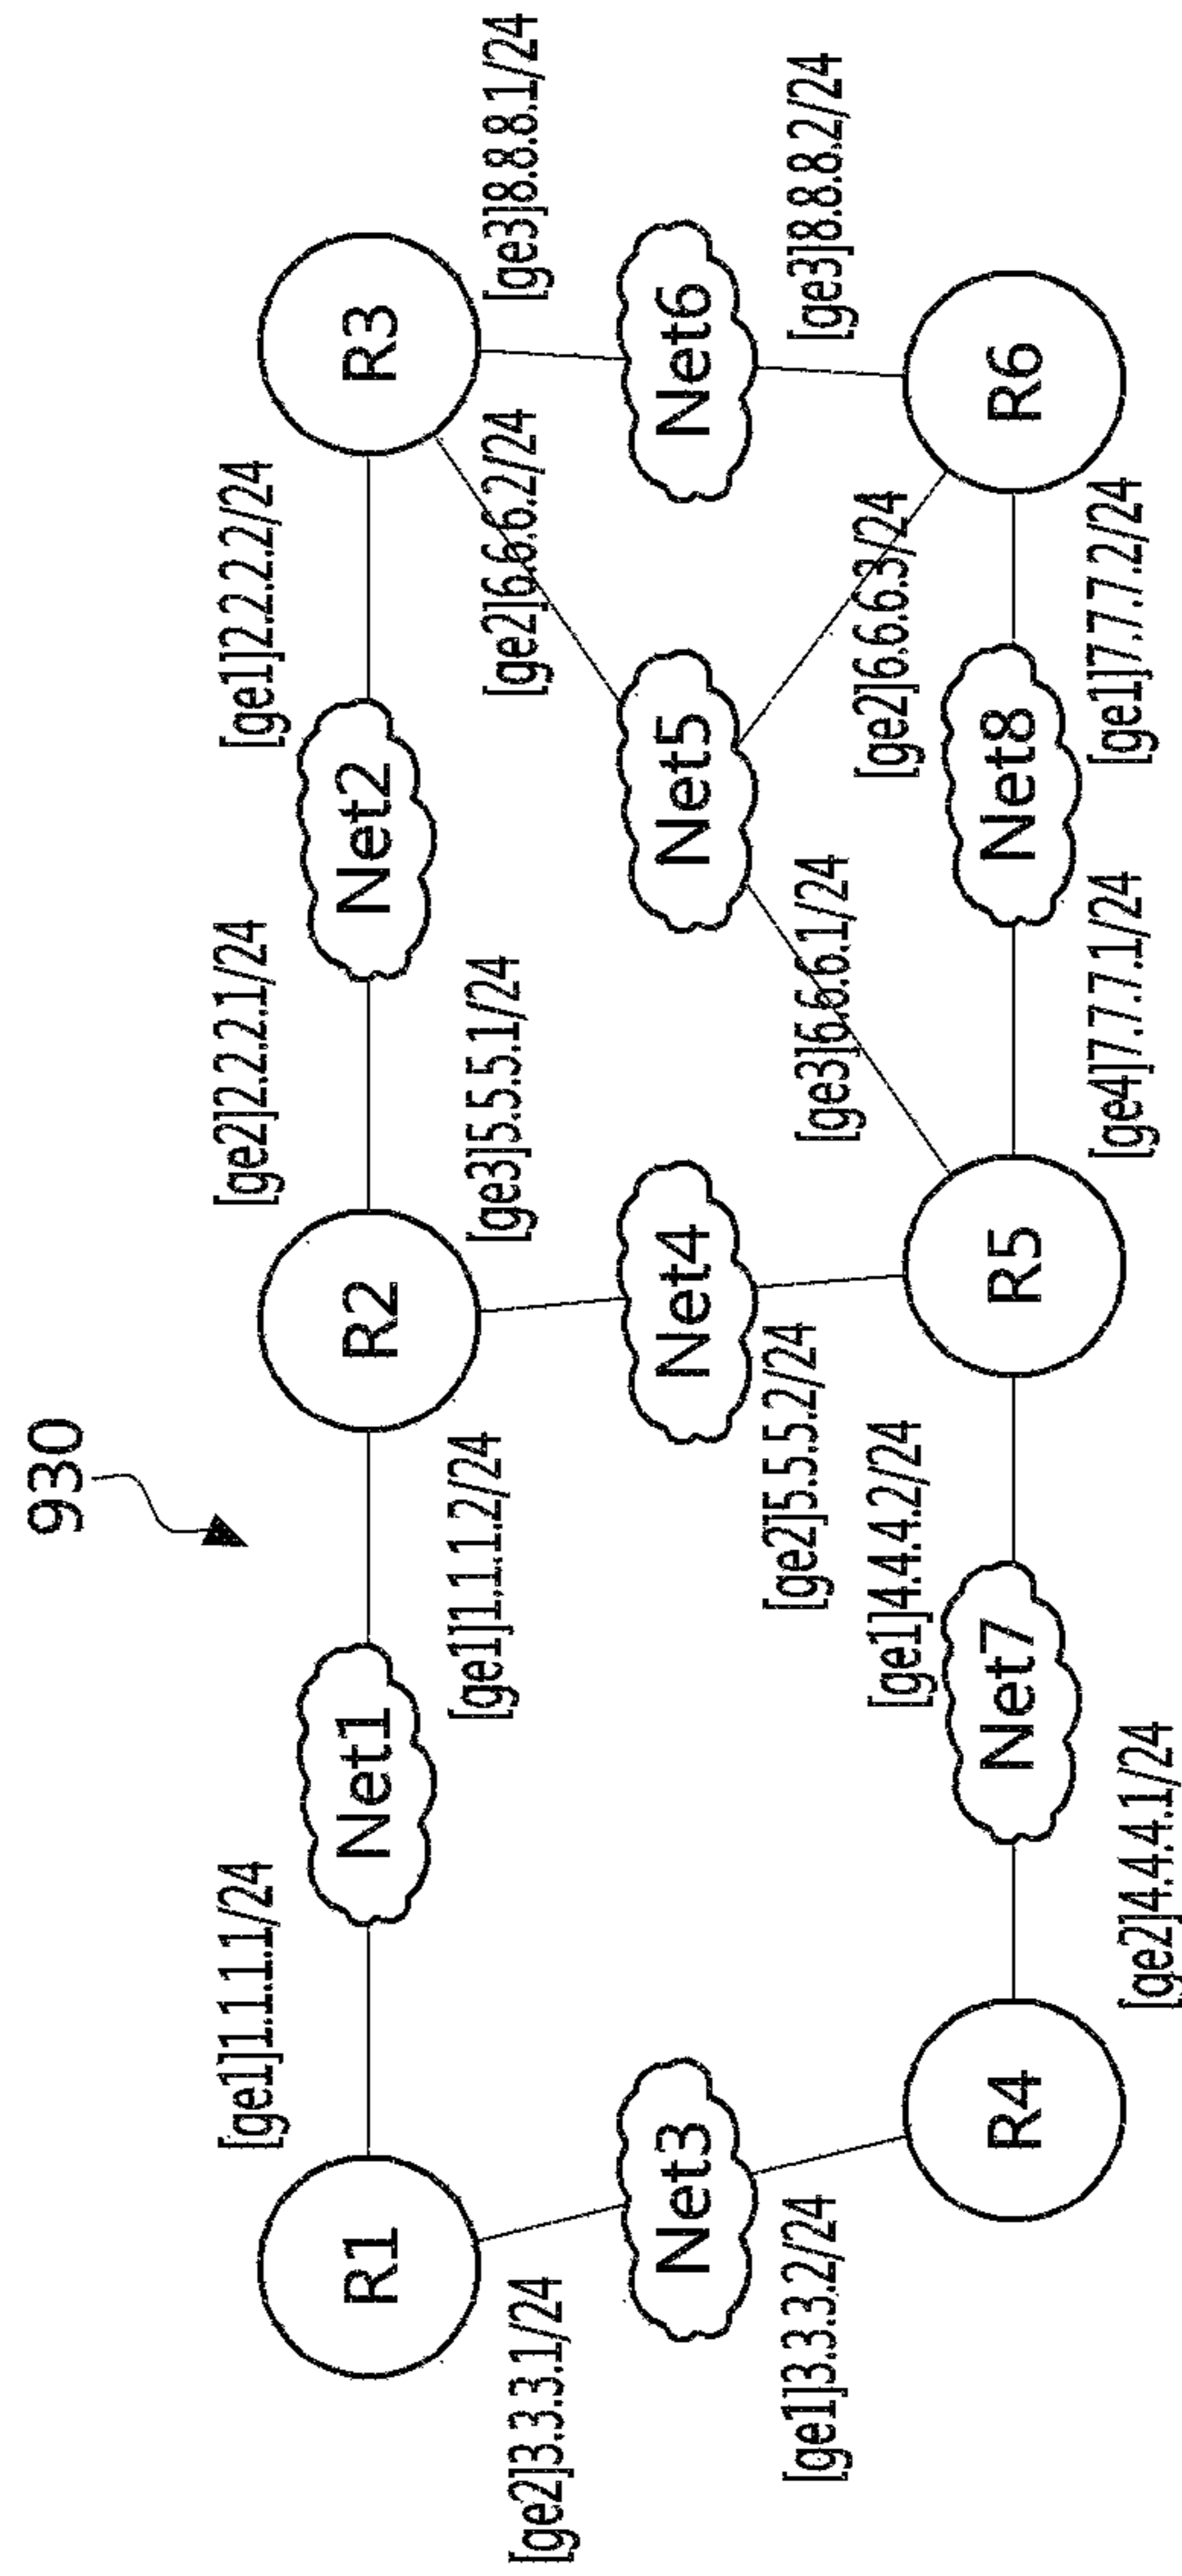 930
[ge1]1.1.1.1/24
[ge2]2.2.2.1/24
[ge1]2.2.2.2/24
R1
Net1
R2
Net2
R3
[ge2]3.3.3.1/24
[ge1]1.1.1.2/24
[ge3]5.5.5.1/24
[ge2]6.6.6.2/24
[ge3]8.8.8.1/24
Net3
Net4
Net5
Net6
[ge1]3.3.3.2/24
[ge2]5.5.5.2/24
[ge3]6.6.6.1/24
[ge2]6.6.6.3/24
[ge3]8.8.8.2/24
[ge1]4.4.4.2/24
R4
Net7
R5
Net8
R6
[ge2]4.4.4.1/24
[ge4]7.7.7.1/24
[ge1]7.7.7.2/24